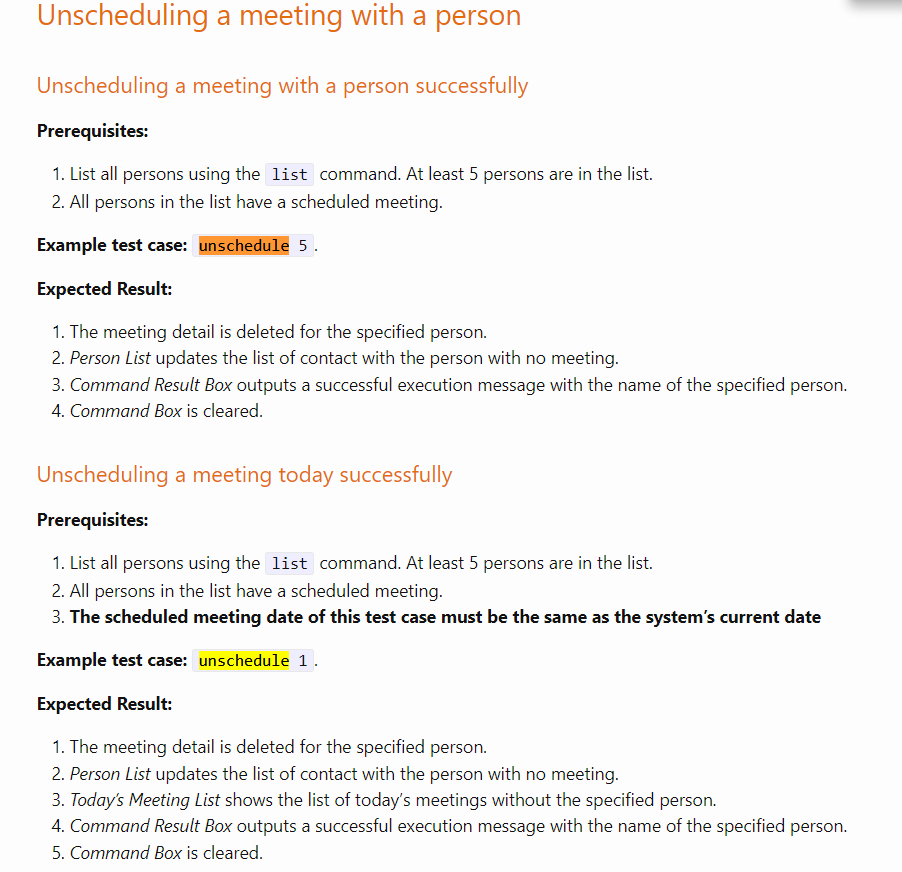 Unscheduling a meeting with a person
Unscheduling a meeting with a person successfully
Prerequisites:
1. List all persons using the list command. At least 5 persons are in the list.
2. All persons in the list have a scheduled meeting.
Example test case: unschedule 5.
Expected Result:
1. The meeting detail is deleted for the specified person.
2. Person List updates the list of contact with the person with no meeting.
3. Command Result Box outputs a successful execution message with the name of the specified person.
4. Command Box is cleared.
Unscheduling a meeting today successfully
Prerequisites:
1. List all persons using the list command. At least 5 persons are in the list.
2. All persons in the list have a scheduled meeting.
3. The scheduled meeting date of this test case must be the same as the system’s current date
Example test case: unschedule 1.
Expected Result:
1. The meeting detail is deleted for the specified person.
2. Person List updates the list of contact with the person with no meeting.
3. Today’s Meeting List shows the list of today’s meetings without the specified person.
4. Command Result Box outputs a successful execution message with the name of the specified person.
5. Command Box is cleared.